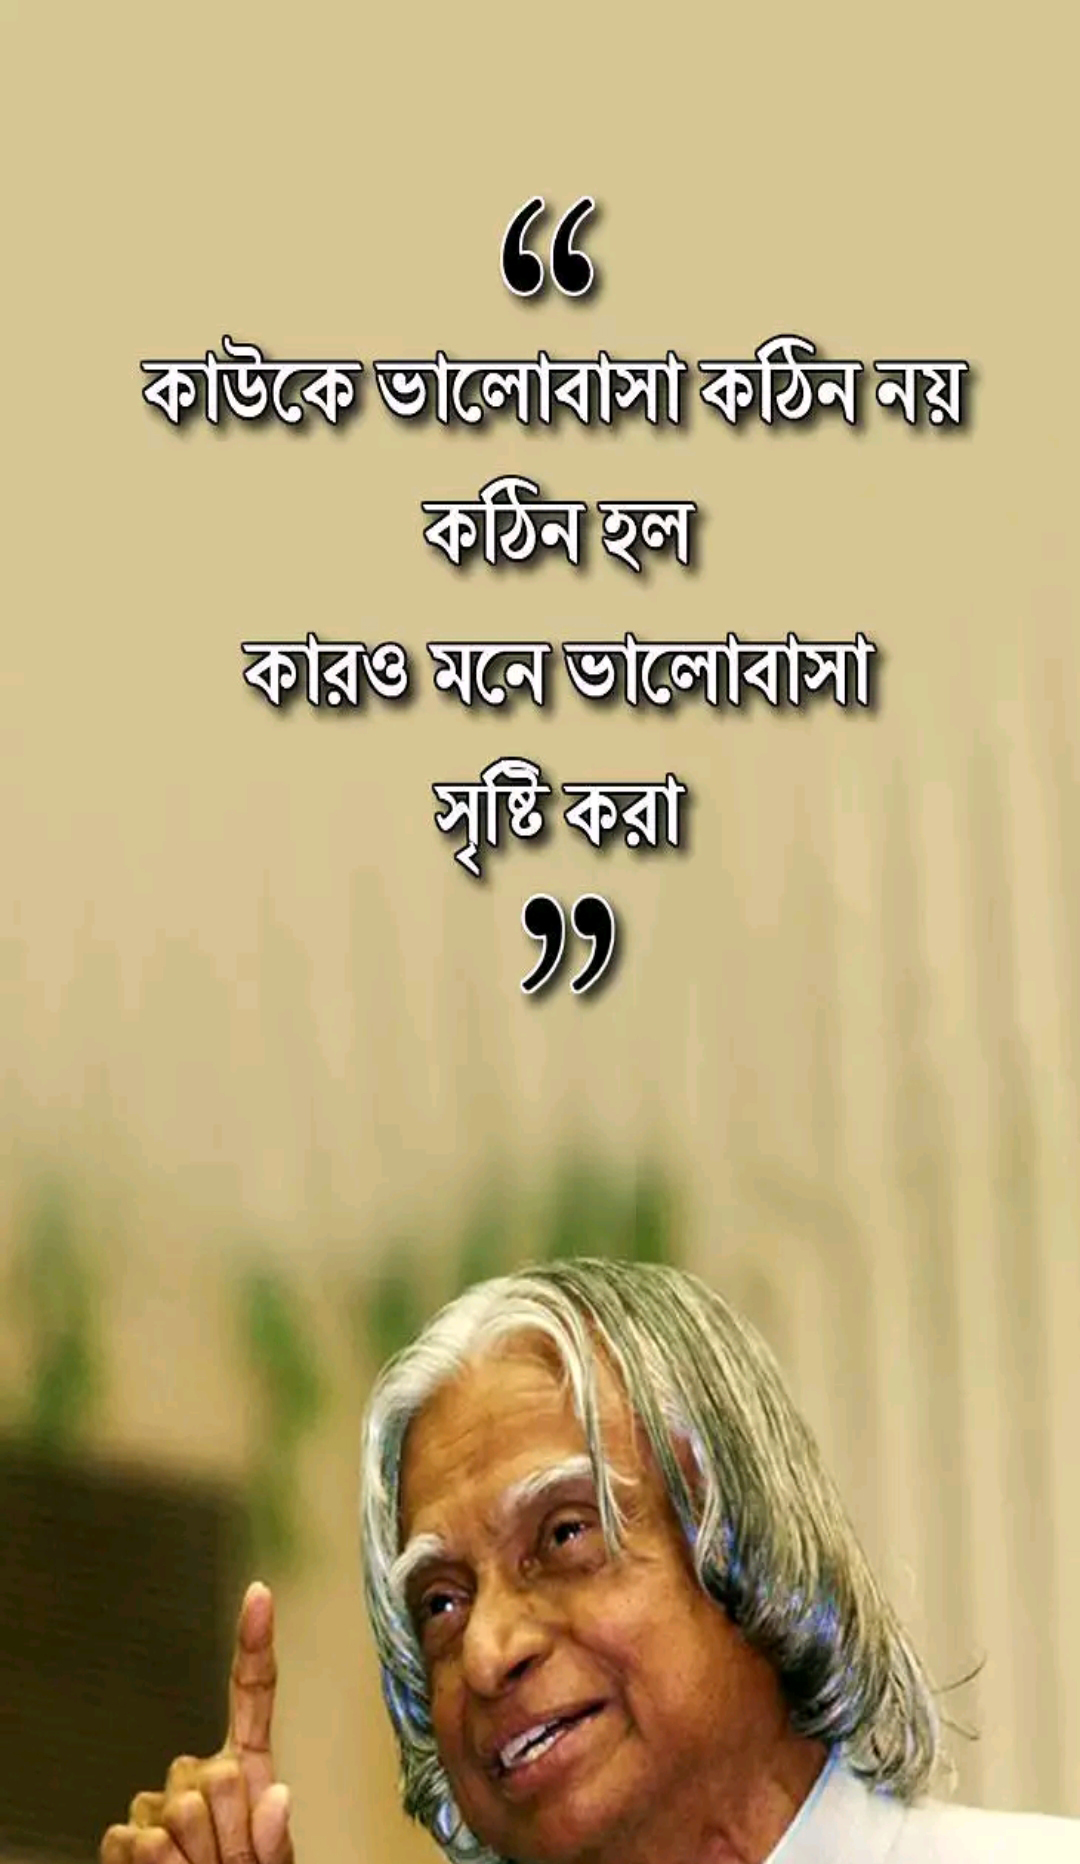 “
কাউকে ভালোবাসা কঠিন নয়
কঠিন হল
কারও মনে ভালোবাসা
সৃষ্টি করা
”